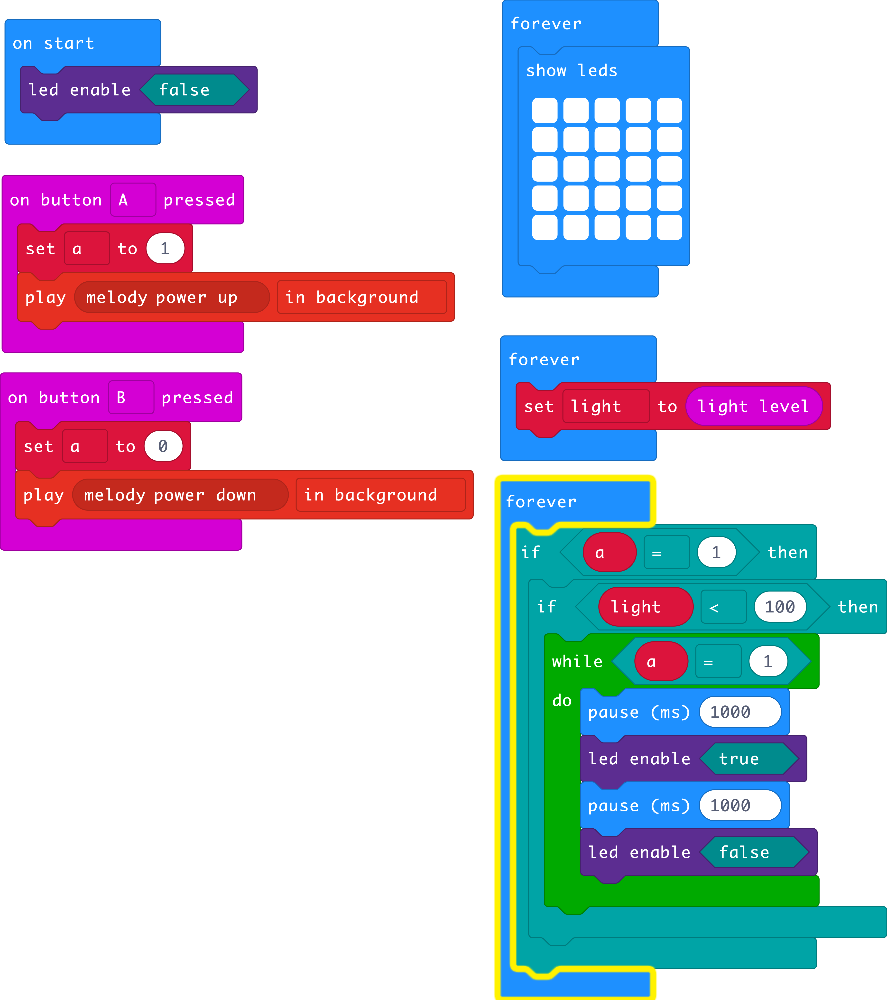 on start
led enable false
on button A pressed
set a to 1
play melody power up in background
on button B pressed
set a to 0
play melody power down in background
forever
show leds
forever
set light to light level
forever
if a = 1 then
if light < 100 then
while a = 1
do
pause (ms) 1000
led enable true
pause (ms) 1000
led enable false